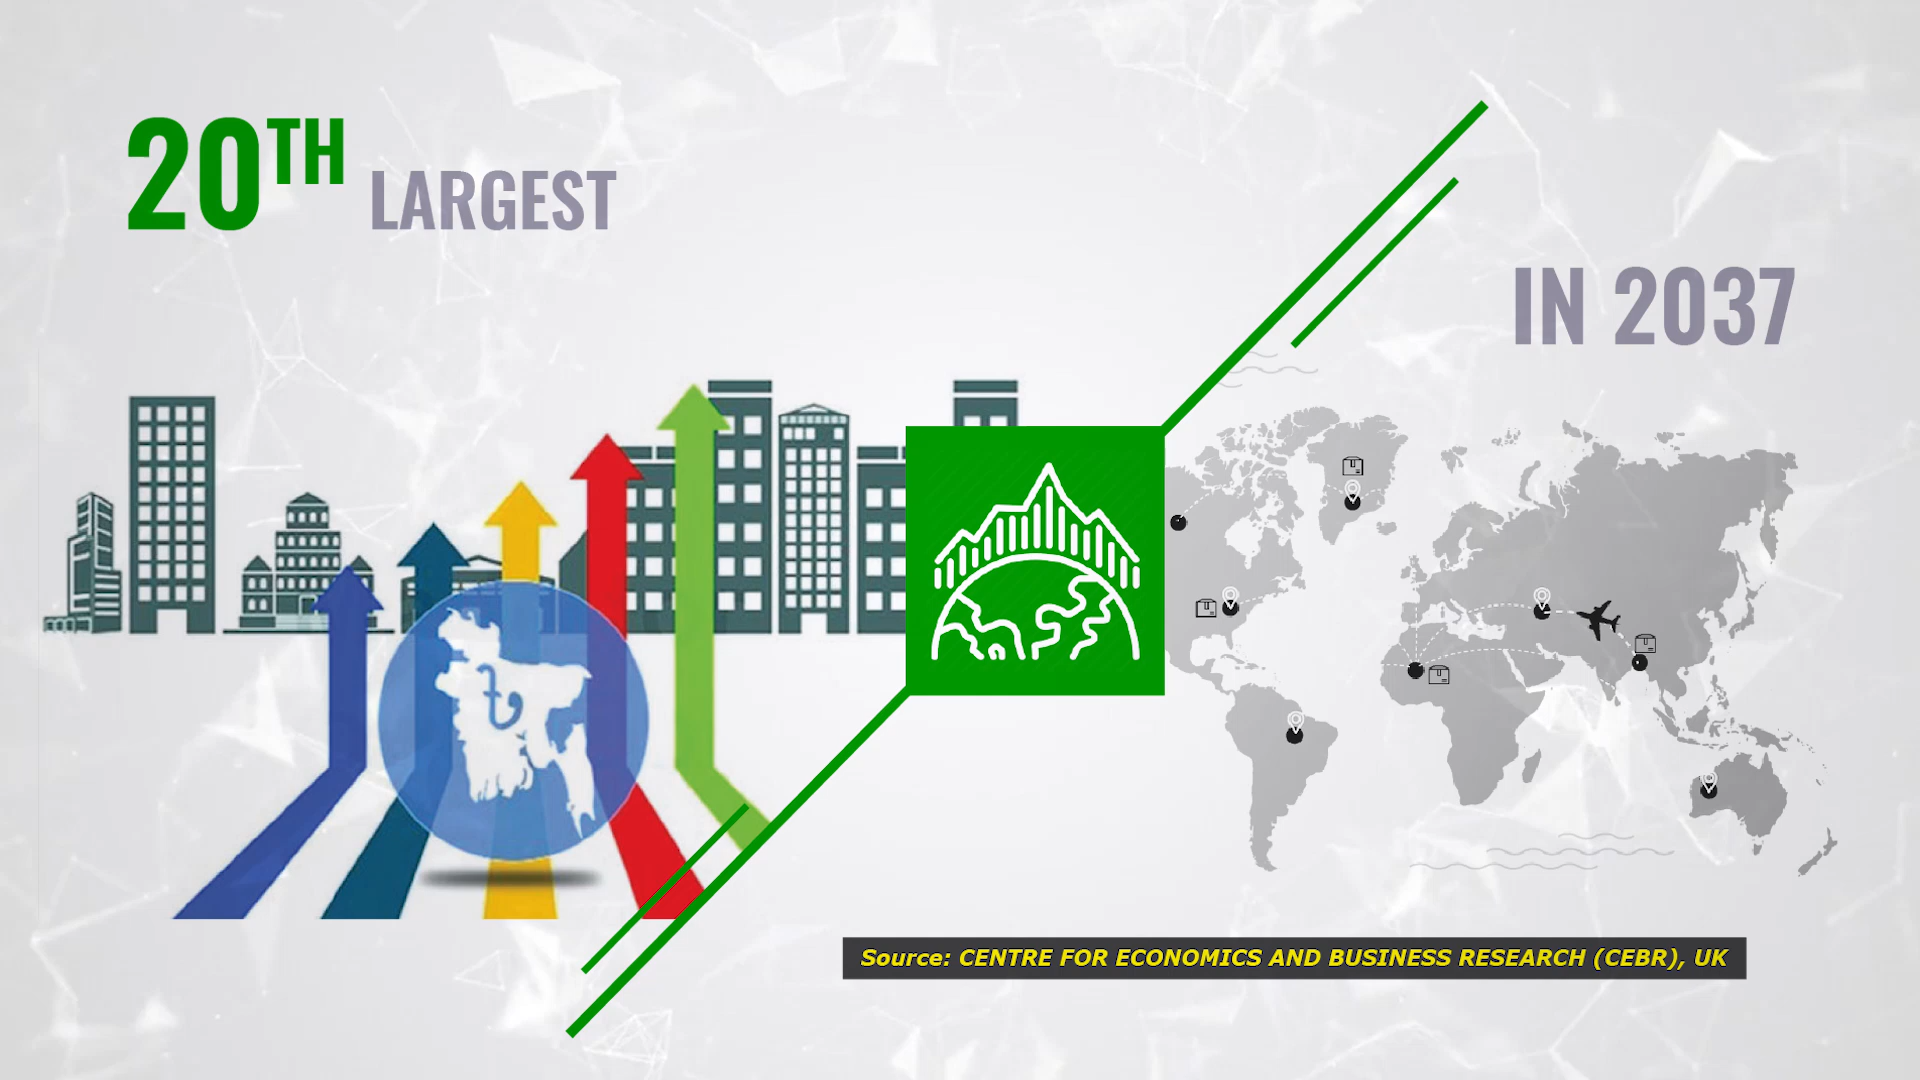 20TH LARGEST
IN 2037
৳
Source: CENTRE FOR ECONOMICS AND BUSINESS RESEARCH (CEBR), UK